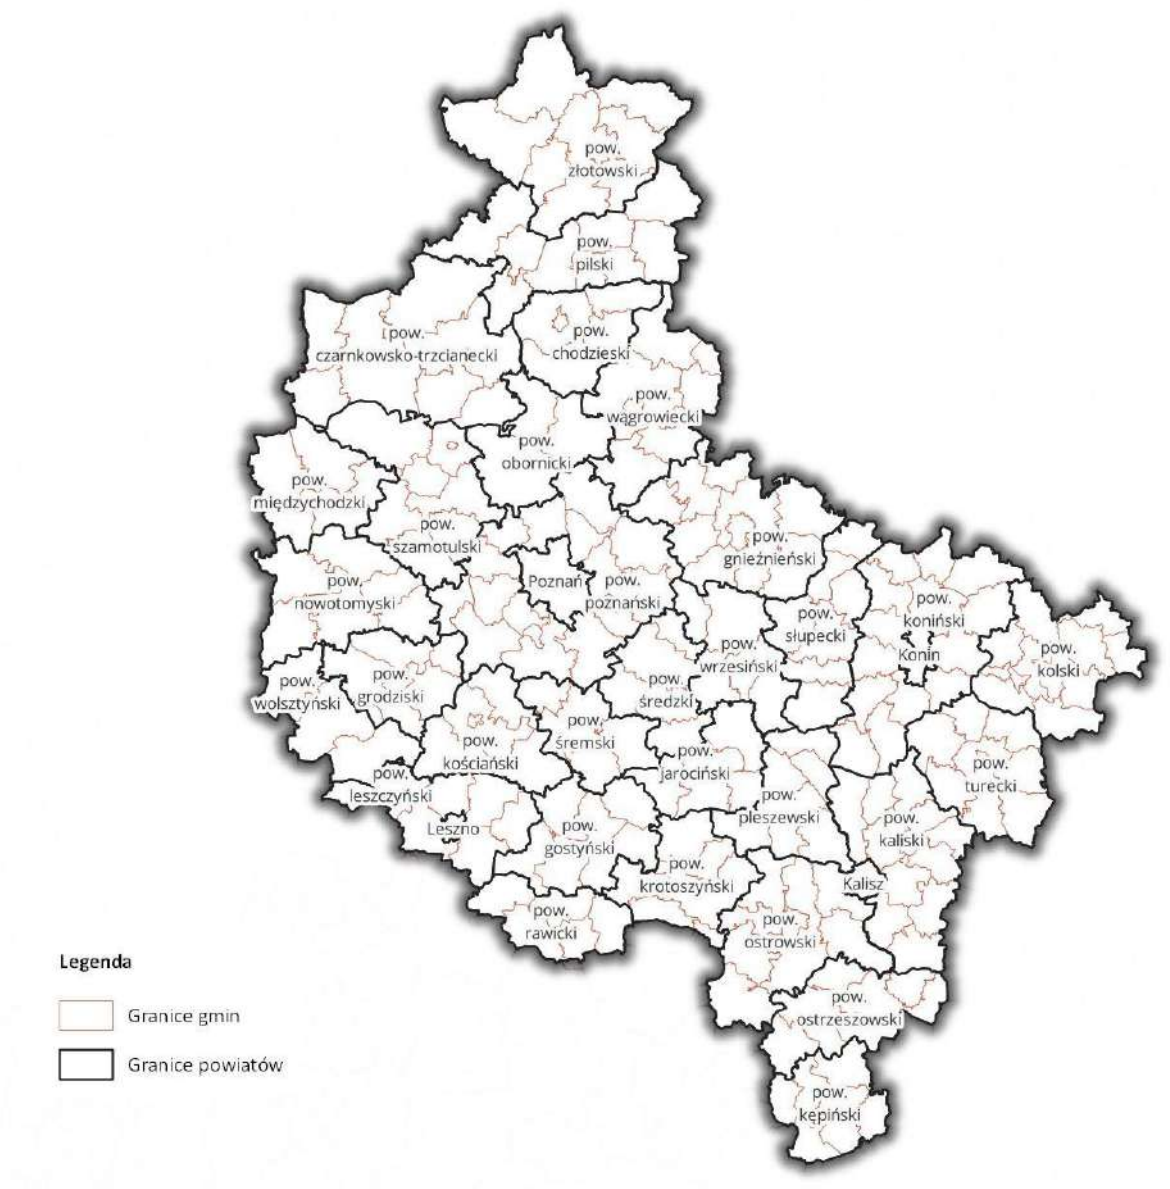 pow.
złotowski
pow.
pilski
pow.
czarnkowsko-trzcianecki
pow.
chodzieski
pow.
wągrowiecki
pow.
obornicki
pow.
międzychodzki
pow.
szamotulski
pow.
gnieźnieński
pow.
nowotomyski
Poznań
pow.
poznański
pow.
słupecki
pow.
koniński
Konin
pow.
kolski
pow.
wrzesiński
pow.
wolsztyński
pow.
grodziski
pow.
średzki
pow.
śremski
pow.
kościański
pow.
jarociński
pow.
turecki
pow.
leszczyński
Leszno
pow.
pleszewski
pow.
kaliski
pow.
gostyński
pow.
krotoszyński
Kalisz
pow.
rawicki
pow.
ostrowski
pow.
ostrzeszowski
pow.
kępiński
Legenda
Granice gmin
Granice powiatów